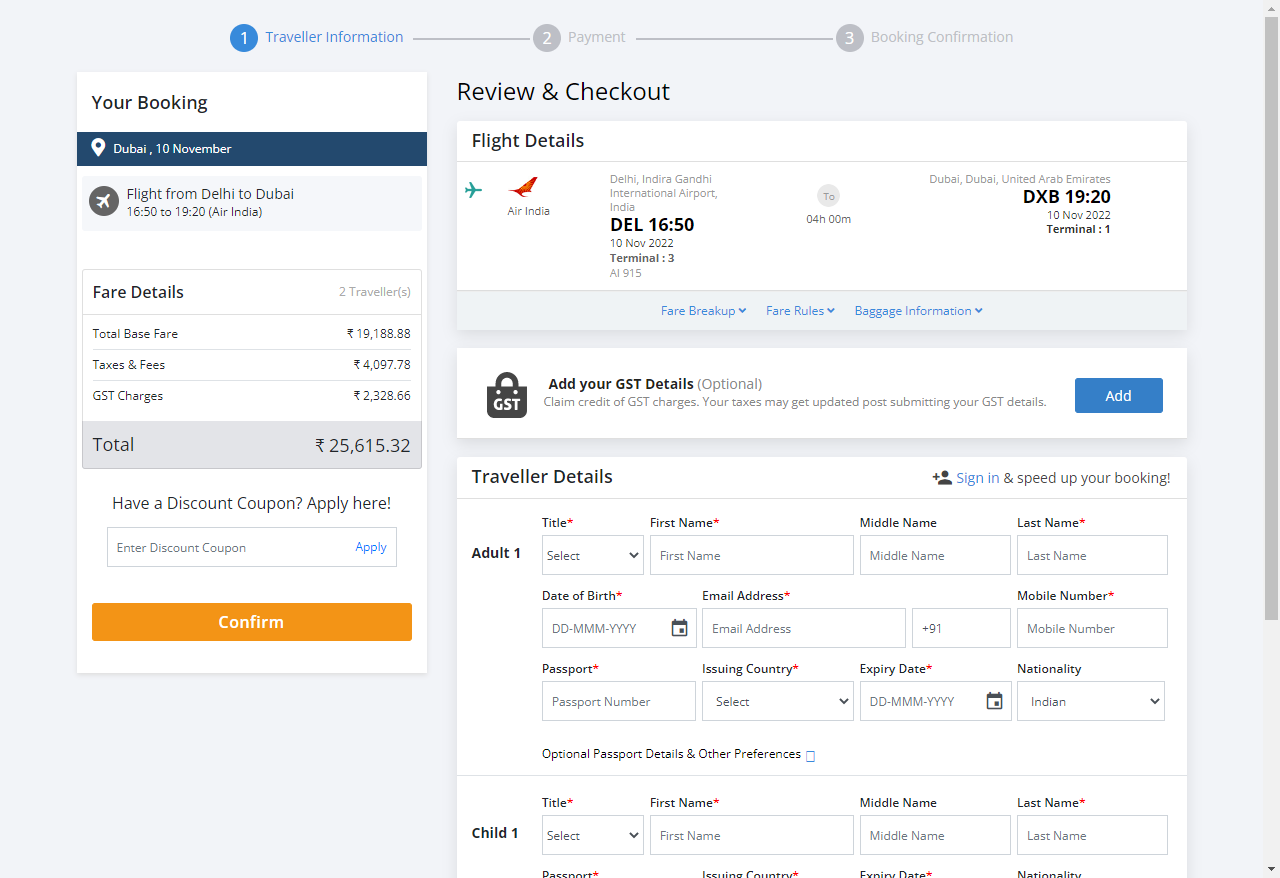 1 Traveller Information
2 Payment
3 Booking Confirmation
Your Booking
Dubai , 10 November
Flight from Delhi to Dubai
16:50 to 19:20 (Air India)
Fare Details
2 Traveller(s)
Total Base Fare
₹ 19,188.88
Taxes & Fees
₹ 4,097.78
GST Charges
₹ 2,328.66
Total
₹ 25,615.32
Have a Discount Coupon? Apply here!
Enter Discount Coupon
Apply
Confirm
Review & Checkout
Flight Details
Air India
Delhi, Indira Gandhi
International Airport,
India
DEL 16:50
10 Nov 2022
Terminal : 3
AI 915
To
04h 00m
Dubai, Dubai, United Arab Emirates
DXB 19:20
10 Nov 2022
Terminal : 1
Fare Breakup
Fare Rules
Baggage Information
GST
Add your GST Details (Optional)
Claim credit of GST charges. Your taxes may get updated post submitting your GST details.
Add
Traveller Details
Sign in & speed up your booking!
Adult 1
Title*
First Name*
Middle Name
Last Name*
Select
First Name
Middle Name
Last Name
Date of Birth*
Email Address*
Mobile Number*
DD-MMM-YYYY
Email Address
+91
Mobile Number
Passport*
Issuing Country*
Expiry Date*
Nationality
Passport Number
Select
DD-MMM-YYYY
Indian
Optional Passport Details & Other Preferences
Child 1
Title*
First Name*
Middle Name
Last Name*
Select
First Name
Middle Name
Last Name
Passport*
Issuing Country*
Expiry Date*
Nationality